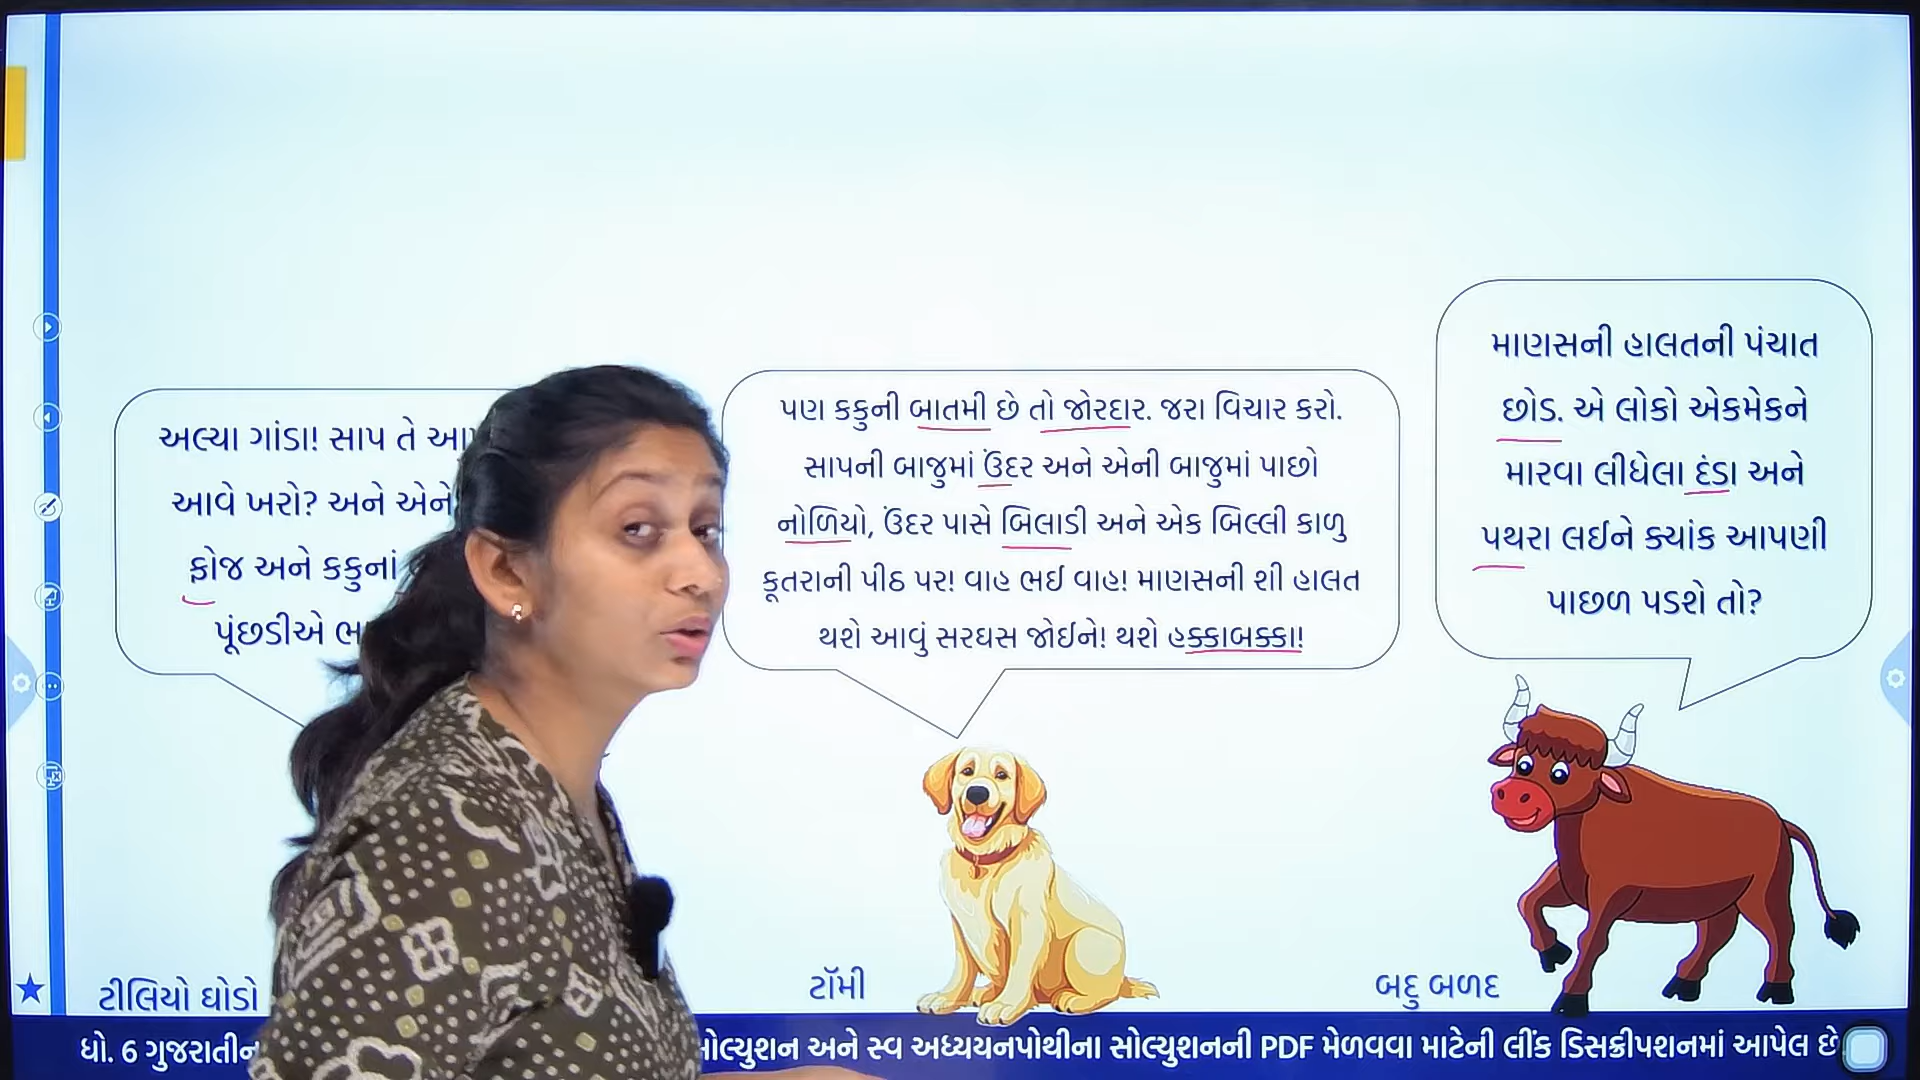 અલ્યા ગાંડા! સાપ તે
આવે ખરો? અને એને
ફોજ અને કકુનાં
પૂંછડીએ
પણ કકુની બાતમી છે તો જોરદાર. જરા વિચાર કરો.
સાપની બાજુમાં ઉંદર અને એની બાજુમાં પાછો
નોળિયો, ઉંદર પાસે બિલાડી અને એક બિલ્લી કાળુ
કૂતરાની પીઠ પર! વાહ ભઈ વાહ! માણસની શી હાલત
થશે આવું સરઘસ જોઈને! થશે હક્કાબક્કા!
માણસની હાલતની પંચાત
છોડ. એ લોકો એકમેકને
મારવા લીધેલા દંડા અને
પથરા લઈને ક્યાંક આપણી
પાછળ પડશે તો?
ટીલિયો ઘોડો
ટૉમી
બદુ બળદ
ધો. 6 ગુજરાતીન
સોલ્યુશન અને સ્વ અધ્યયનપોથીના સોલ્યુશનની PDF મેળવવા માટેની લીંક ડિસક્રીપશનમાં આપેલ છે